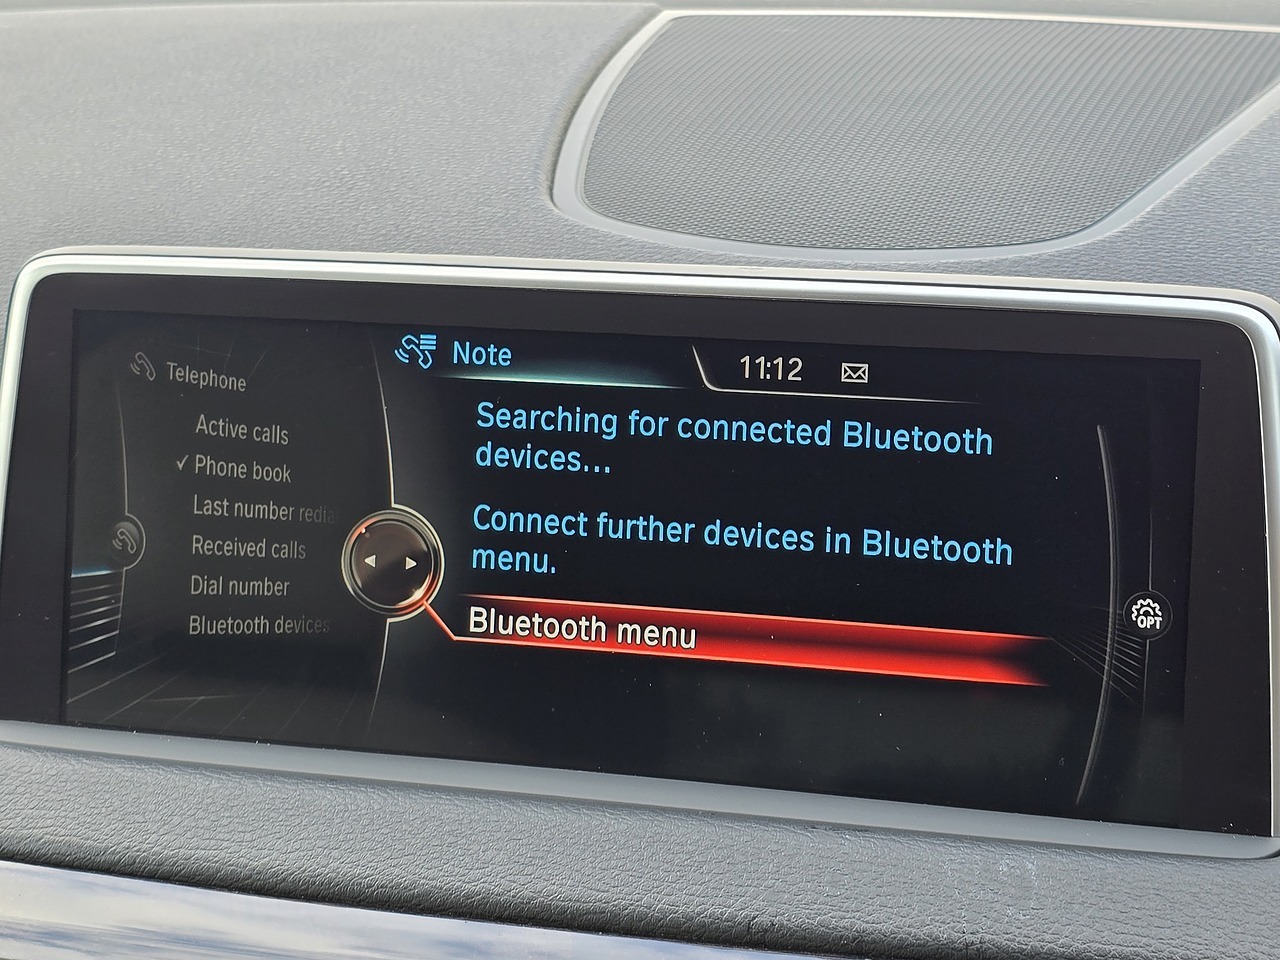 Telephone
Active calls
✓ Phone book
Last number redia
Received calls
Dial number
Bluetooth devices
Note
11:12
Searching for connected Bluetooth
devices...
Connect further devices in Bluetooth
menu.
Bluetooth menu
OPT